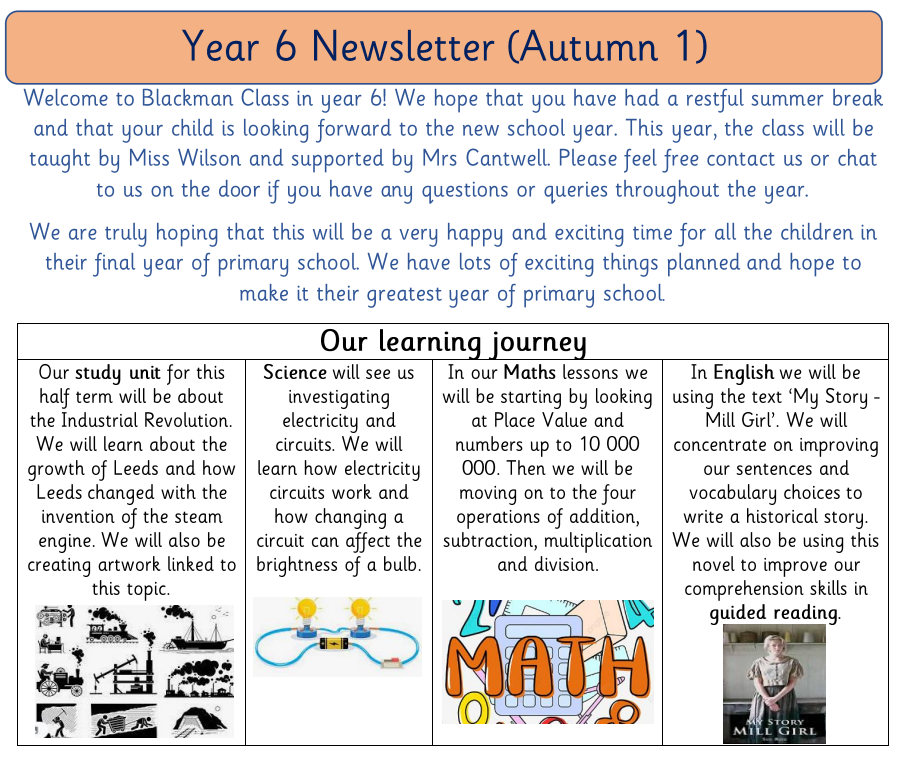 Year 6 Newsletter (Autumn 1)
Welcome to Blackman Class in year 6! We hope that you have had a restful summer break
and that your child is looking forward to the new school year. This year, the class will be
taught by Miss Wilson and supported by Mrs Cantwell. Please feel free contact us or chat
to us on the door if you have any questions or queries throughout the year.
We are truly hoping that this will be a very happy and exciting time for all the children in
their final year of primary school. We have lots of exciting things planned and hope to
make it their greatest year of primary school.
Our learning journey
Our study unit for this
half term will be about
the Industrial Revolution.
We will learn about the
growth of Leeds and how
Leeds changed with the
invention of the steam
engine. We will also be
creating artwork linked to
this topic.
Science will see us
investigating
electricity and
circuits. We will
learn how electricity
circuits work and
how changing a
circuit can affect the
brightness of a bulb.
In our Maths lessons we
will be starting by looking
at Place Value and
numbers up to 10 000
000. Then we will be
moving on to the four
operations of addition,
subtraction, multiplication
and division.
MATH
In English we will be
using the text ‘My Story -
Mill Girl’. We will
concentrate on improving
our sentences and
vocabulary choices to
write a historical story.
We will also be using this
novel to improve our
comprehension skills in
guided reading.
MY STORY
MILL GIRL